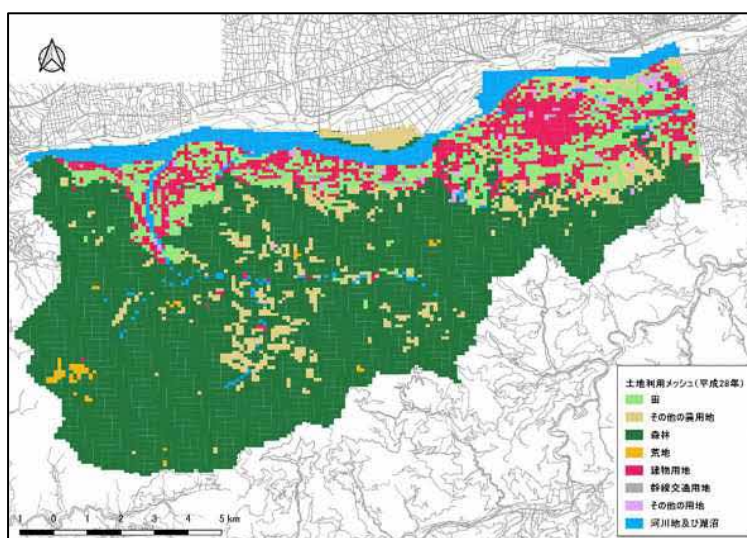 土地利用メッシュ(平成28年)
田
その他の農用地
森林
荒地
建物用地
幹線交通用地
その他の用地
河川地及び湖沼
1 0 1 2 3 4 5 km